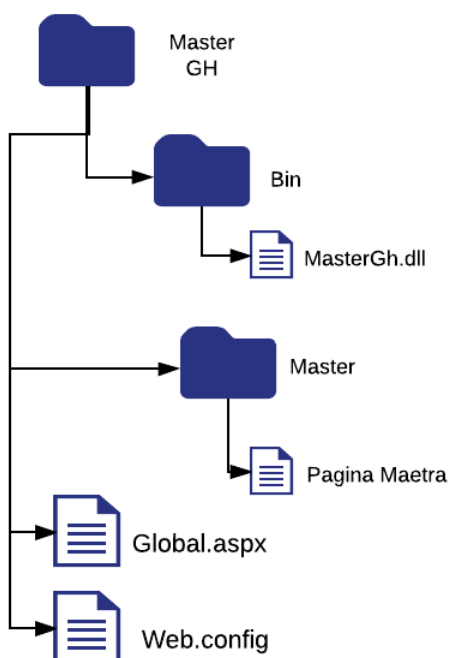 Master
GH
Bin
MasterGh.dll
Master
Pagina Maetra
Global.aspx
Web.config